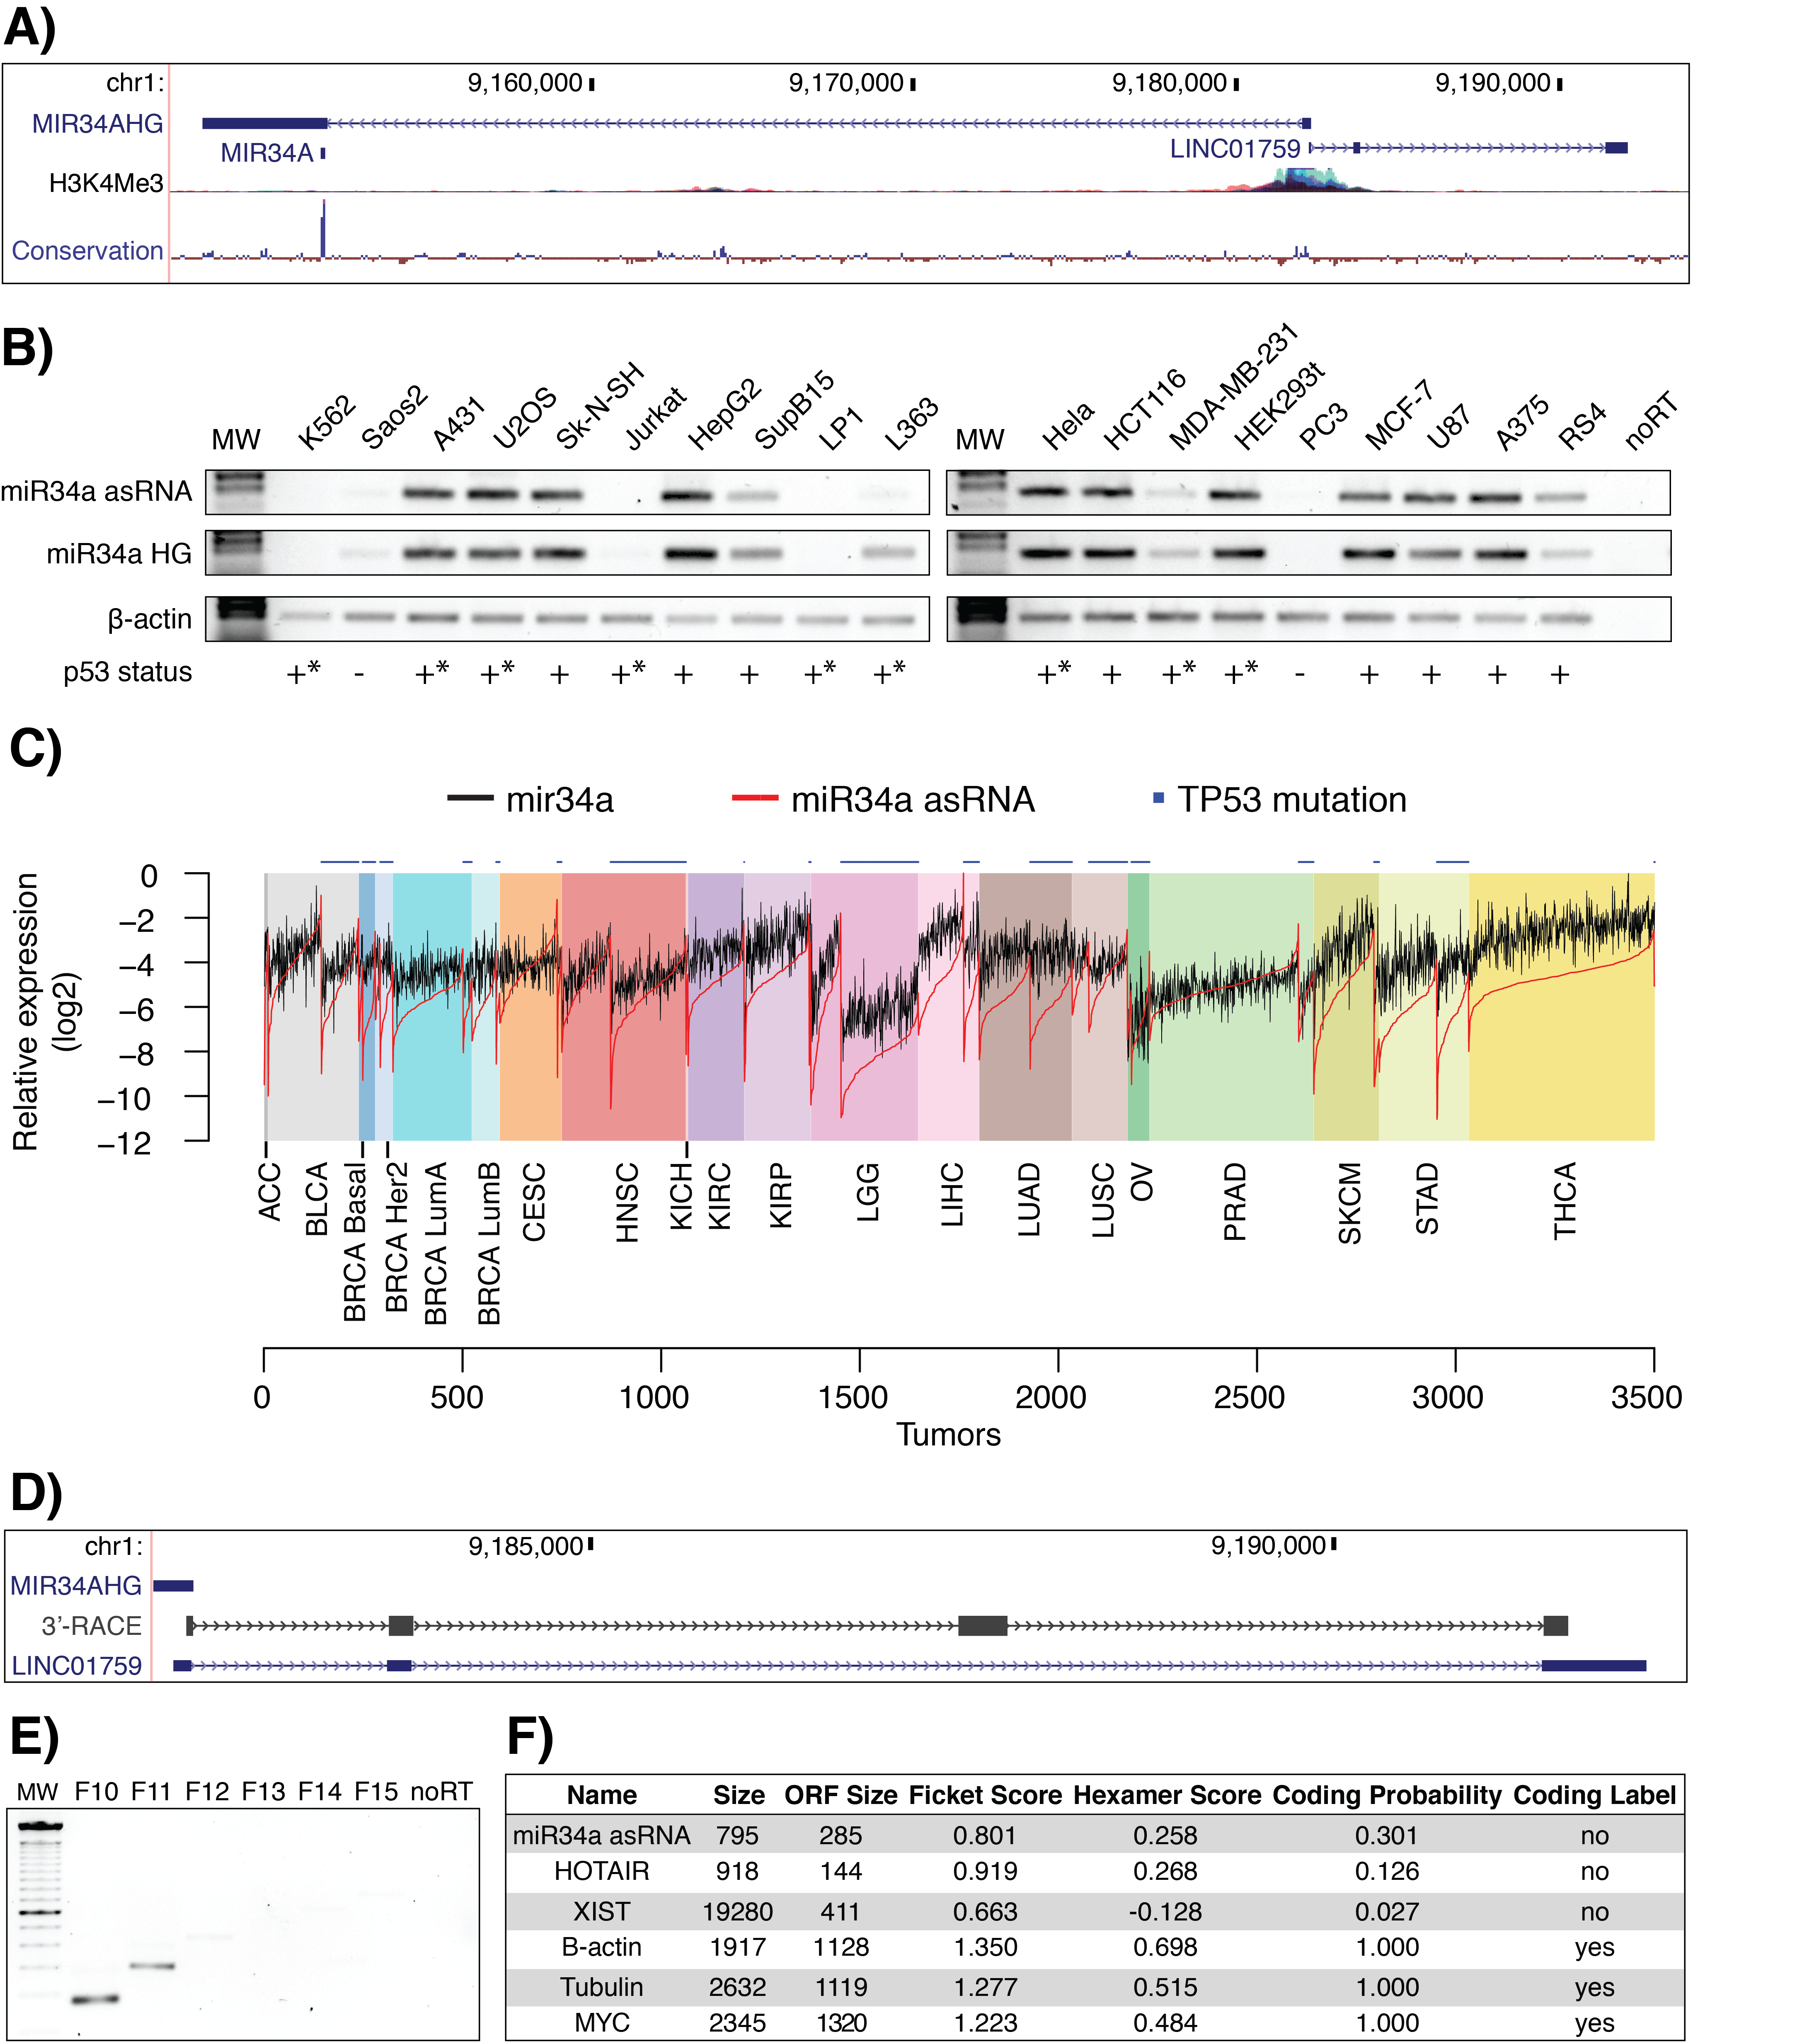 A)
chr1: 9,160,000 9,170,000 9,180,000 9,190,000
MIR34AHG
MIR34A LINC01759
H3K4Me3
Conservation
B)
MW K562 Saos2 A431 U2OS Sk-N-SH Jurkat HepG2 SupB15 LP1 L363 MW Hela HCT116 MDA-MB-231 HEK293t PC3 MCF-7 U87 A375 RS4 noRT
miR34a asRNA
miR34a HG
β-actin
p53 status +* - +* +* + +* + + +* +* +* + +* +* - + + + +
C)
mir34a miR34a asRNA TP53 mutation
Relative expression
(log2)
0
−2
−4
−6
−8
−10
−12
ACC BLCA BRCA Basal BRCA Her2 BRCA LumA BRCA LumB CESC HNSC KICH KIRC KIRP LGG LIHC LUAD LUSC OV PRAD SKCM STAD THCA
0 500 1000 1500 2000 2500 3000 3500
Tumors
D)
chr1: 9,185,000 9,190,000
MIR34AHG
3’-RACE
LINC01759
E)
MW F10 F11 F12 F13 F14 F15 noRT
F)
Name Size ORF Size Ficket Score Hexamer Score Coding Probability Coding Label
miR34a asRNA 795 285 0.801 0.258 0.301 no
HOTAIR 918 144 0.919 0.268 0.126 no
XIST 19280 411 0.663 -0.128 0.027 no
B-actin 1917 1128 1.350 0.698 1.000 yes
Tubulin 2632 1119 1.277 0.515 1.000 yes
MYC 2345 1320 1.223 0.484 1.000 yes